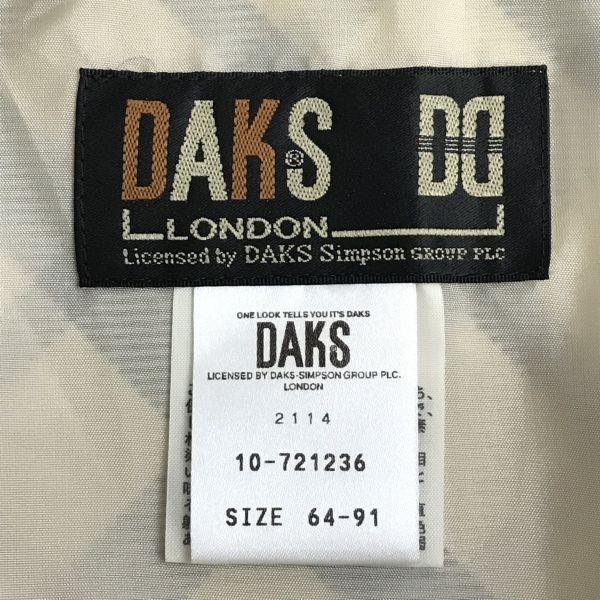 DAKS® DD
LONDON
Licensed by DAKS Simpson GROUP PLC
ONE LOOK TELLS YOU IT'S DAKS
DAKS®
LICENSED BY DAKS-SIMPSON GROUP PLC.
LONDON
2114
10-721236
SIZE 64-91